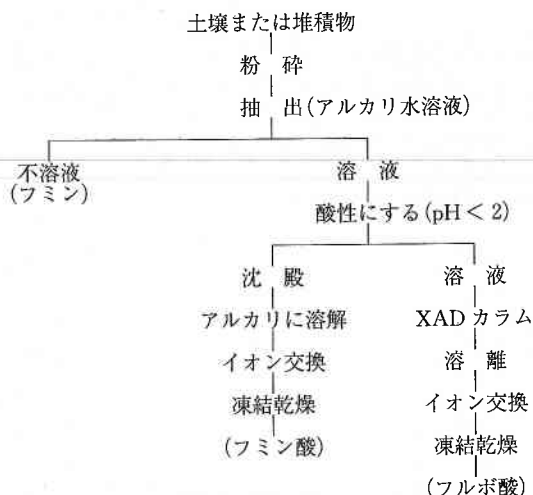 土壌または堆積物
粉 砕
抽 出(アルカリ水溶液)
不溶液
(フミン)
溶 液
酸性にする(pH < 2)
沈 殿
アルカリに溶解
イオン交換
凍結乾燥
(フミン酸)
溶 液
XADカラム
溶 離
イオン交換
凍結乾燥
(フルボ酸)